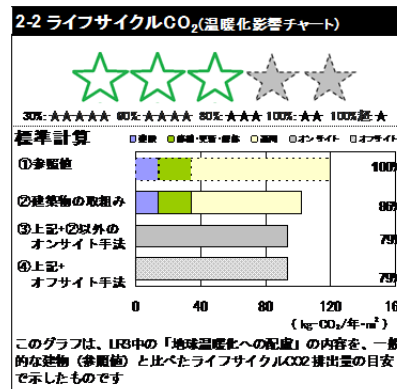 2-2 ライフサイクルCO₂(温暖化影響チャート)
30%:★★★★★ 60%:★★★★ 80%:★★★ 100%:★★ 100%超:★
標準計算 建設 修繕・更新・解体 運用 オンサイト オフサイト
①参照値 100%
②建築物の取組み 86%
③上記+②以外の
オンサイト手法 79%
④上記+
オフサイト手法 79%
0 40 80 120 16
( kg-CO₂/年・㎡ )
このグラフは、LR3中の「地球温暖化への配慮」の内容を、一般
的な建物(参照値)と比べたライフサイクルCO2 排出量の目安
で示したものです